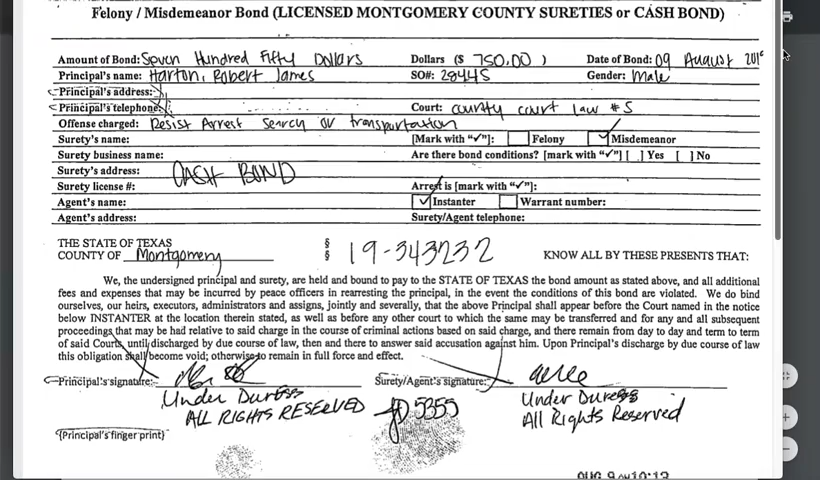 Felony / Misdemeanor Bond (LICENSED MONTGOMERY COUNTY SURETIES or CASH BOND)
Amount of Bond: Seven Hundred Fifty Dollars Dollars ($ 750.00 ) Date of Bond: 09 August
Principal's name: Harton, Robert James SO#: 28445 Gender: Male
Principal's address:
Principal's telephone: Court: county court law #5
Offense charged: Resist Arrest Search or transportation
Surety's name: [Mark with "✓"]: Felony ✓ Misdemeanor
Surety business name: Are there bond conditions? [mark with "✓"] [ ] Yes [ ] No
Surety's address: CASH BOND
Surety license #: Arrest is [mark with "✓"]:
Agent's name: ✓ Instanter Warrant number:
Agent's address: Surety/Agent telephone:
THE STATE OF TEXAS §
COUNTY OF Montgomery § 19-343232 KNOW ALL BY THESE PRESENTS THAT:
We, the undersigned principal and surety, are held and bound to pay to the STATE OF TEXAS the bond amount as stated above, and all additional
fees and expenses that may be incurred by peace officers in rearresting the principal, in the event the conditions of this bond are violated. We do bind
ourselves, our heirs, executors, administrators and assigns, jointly and severally, that the above Principal shall appear before the Court named in the notice
below INSTANTER at the location therein stated, as well as before any other court to which the same may be transferred and for any and all subsequent
proceedings that may be had relative to said charge in the course of criminal actions based on said charge, and there remain from day to day and term to term
of said Courts, until discharged by due course of law, then and there to answer said accusation against him. Upon Principal's discharge by due course of law
this obligation shall become void; otherwise to remain in full force and effect.
Principal's signature: Surety/Agent's signature:
Under Duress Under Duress
ALL RIGHTS RESERVED JD 5355 All Rights Reserved
(Principal's finger print)